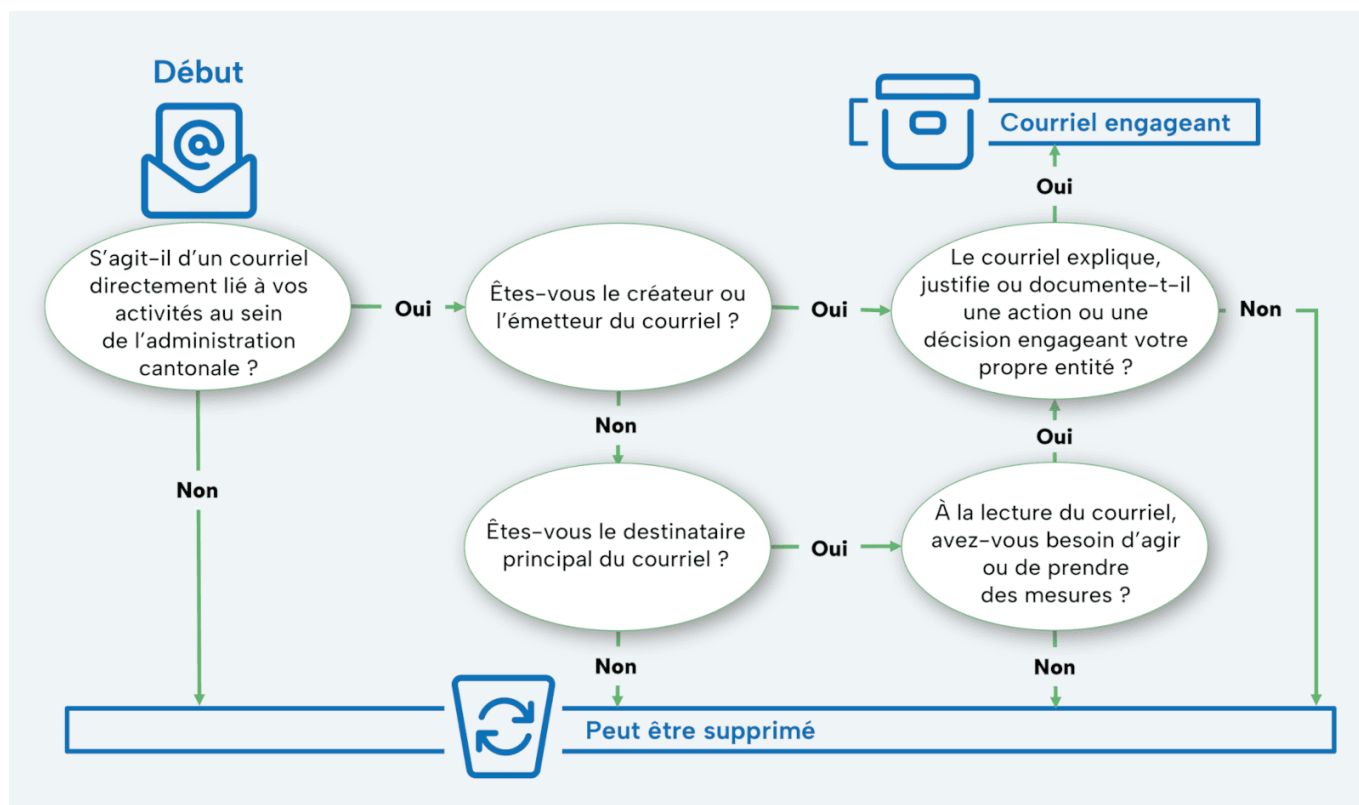 Début
Courriel engageant
Oui
S’agit-il d’un courriel
directement lié à vos
activités au sein
de l’administration
cantonale ?
Oui
Êtes-vous le créateur ou
l’émetteur du courriel ?
Oui
Le courriel explique,
justifie ou documente-t-il
une action ou une
décision engageant votre
propre entité ?
Non
Non
Oui
Non
Êtes-vous le destinataire
principal du courriel ?
Oui
À la lecture du courriel,
avez-vous besoin d’agir
ou de prendre
des mesures ?
Non
Non
Peut être supprimé